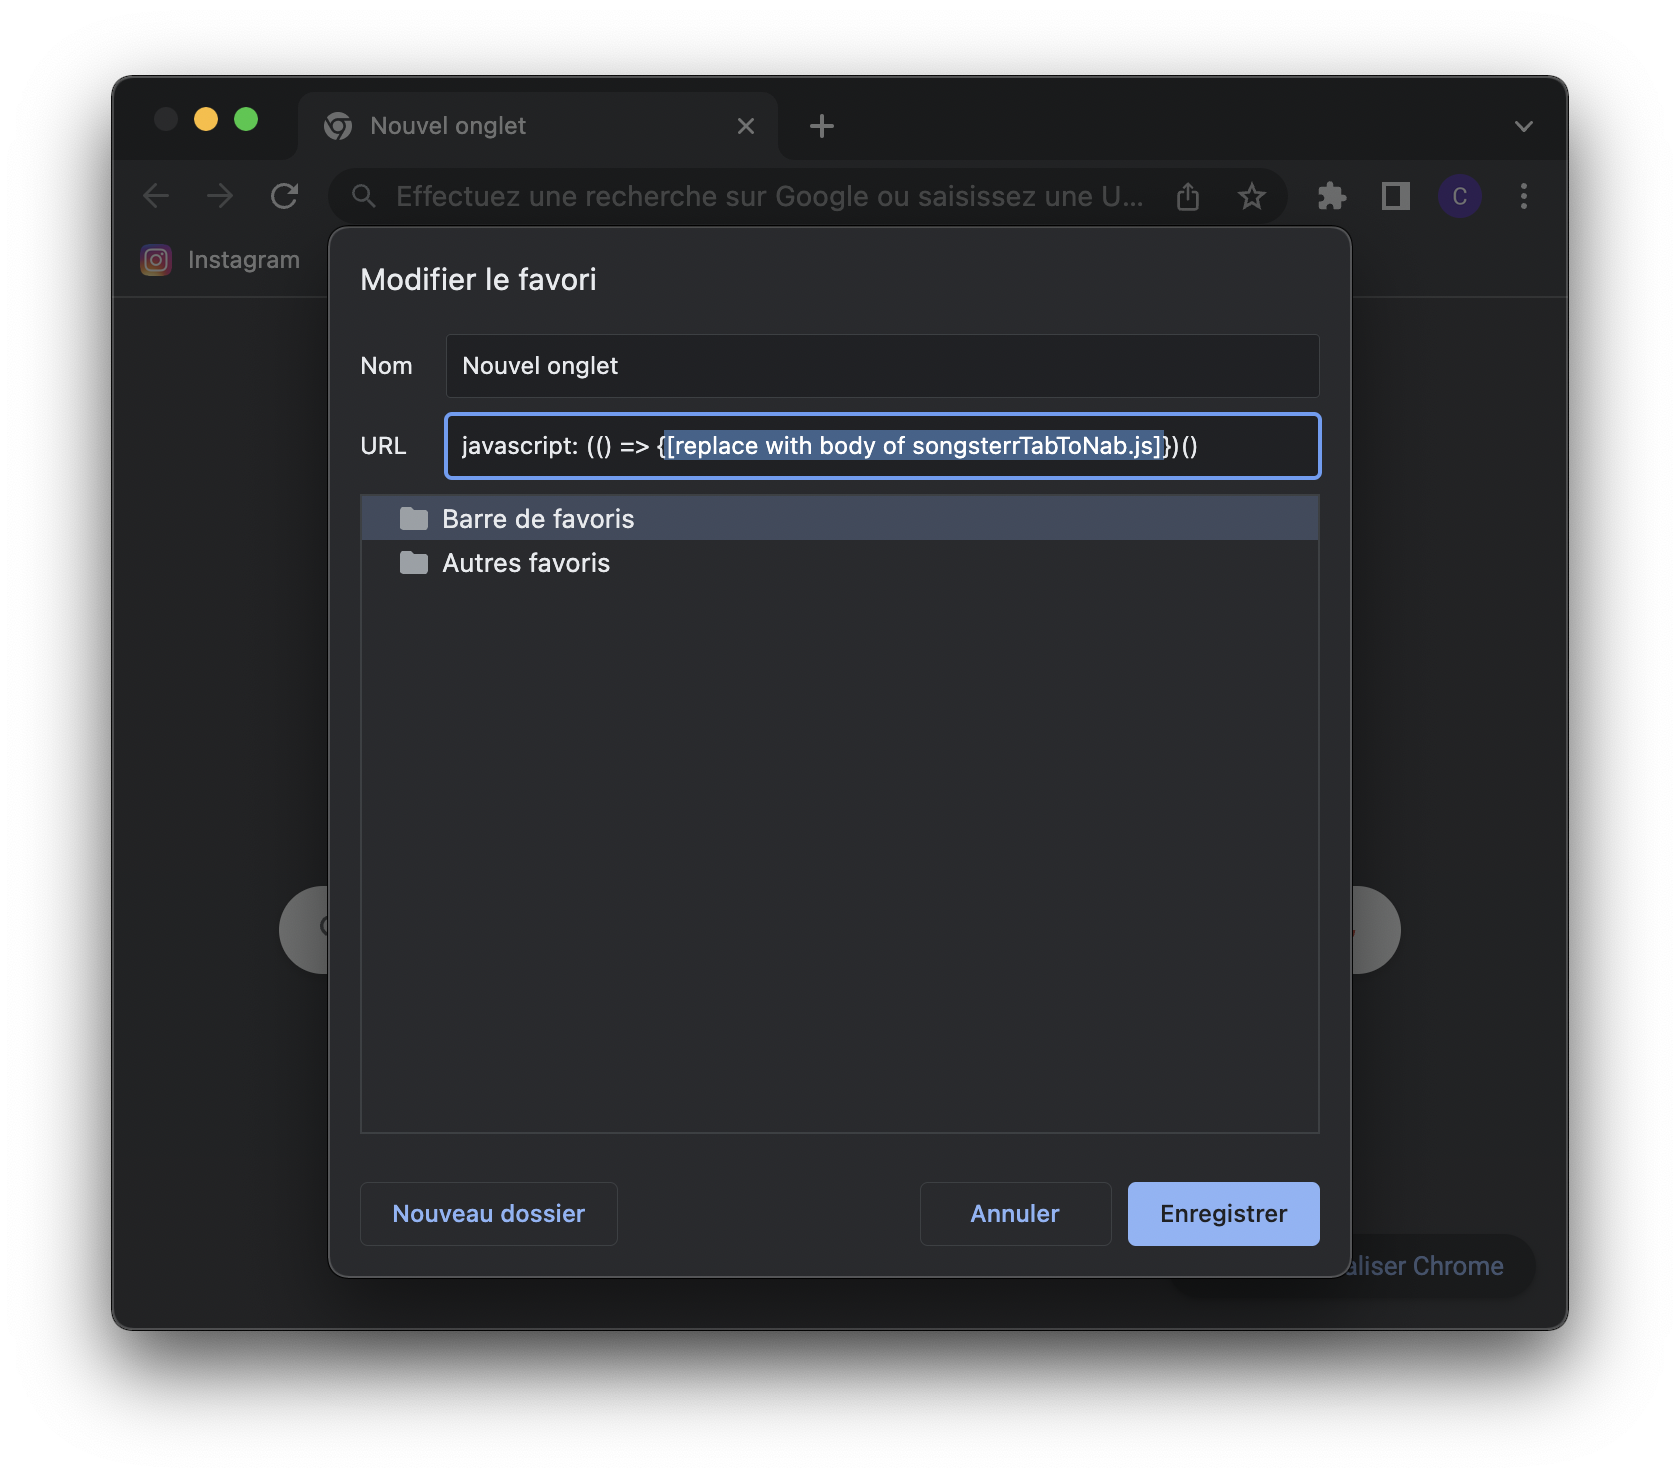 Nouvel onglet
Effectuez une recherche sur Google ou saisissez une U...
C
Instagram
Modifier le favori
Nom
Nouvel onglet
URL
javascript: (() => {[replace with body of songsterrTabToNab.js]})()
Barre de favoris
Autres favoris
Nouveau dossier
Annuler
Enregistrer
aliser Chrome